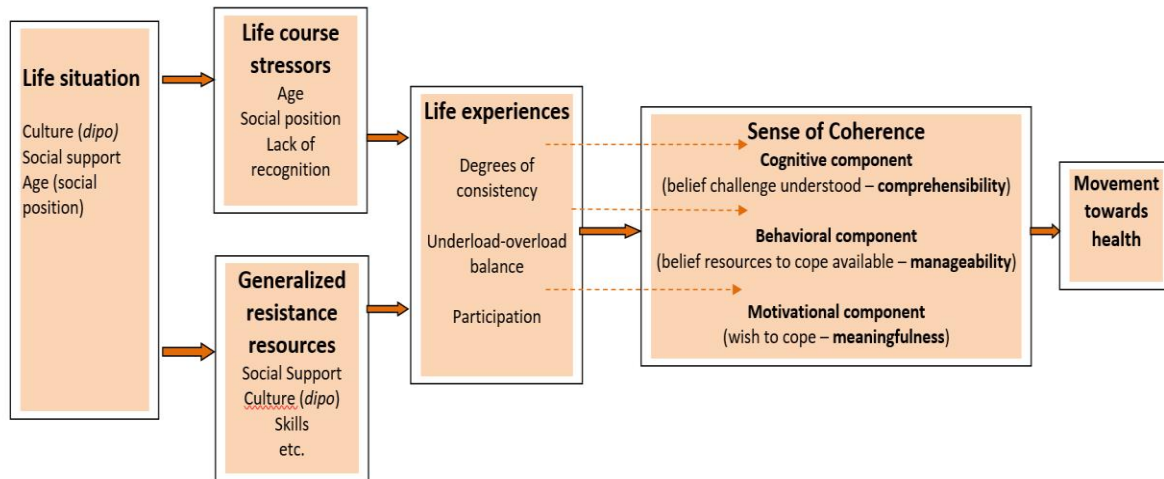 Life situation
Culture (dipo)
Social support
Age (social
position)
Life course
stressors
Age
Social position
Lack of
recognition
Generalized
resistance
resources
Social Support
Culture (dipo)
Skills
etc.
Life experiences
Degrees of
consistency
Underload-overload
balance
Participation
Sense of Coherence
Cognitive component
(belief challenge understood – comprehensibility)
Behavioral component
(belief resources to cope available – manageability)
Motivational component
(wish to cope – meaningfulness)
Movement
towards
health